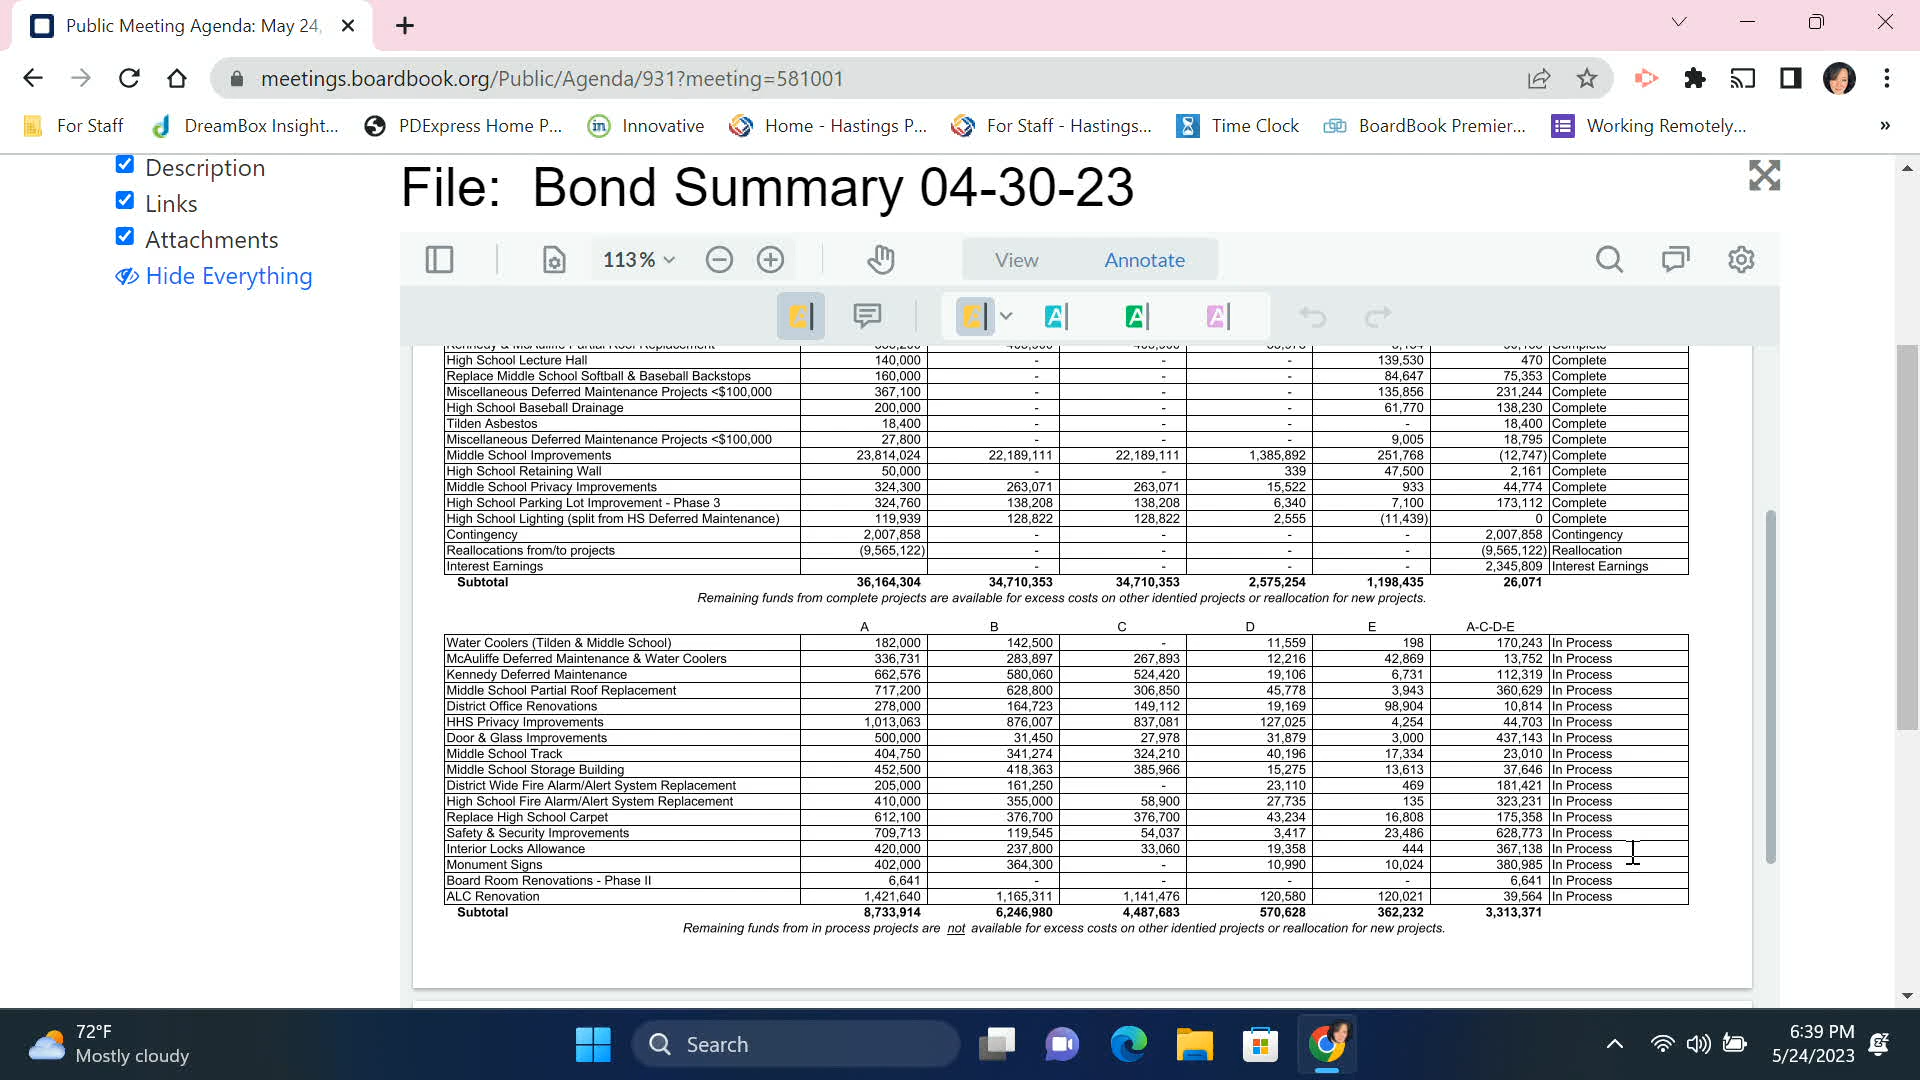 Public Meeting Agenda: May 24,
meetings.boardbook.org/Public/Agenda/931?meeting=581001
For Staff DreamBox Insight... PDExpress Home P... Innovative Home - Hastings P... For Staff - Hastings... Time Clock BoardBook Premier... Working Remotely... »
Description
Links
Attachments
Hide Everything
File: Bond Summary 04-30-23
113% View Annotate
High School Lecture Hall 140,000 - - - 139,530 470 Complete
Replace Middle School Softball & Baseball Backstops 160,000 - - - 84,647 75,353 Complete
Miscellaneous Deferred Maintenance Projects <$100,000 367,100 - - - 135,856 231,244 Complete
High School Baseball Drainage 200,000 - - - 61,770 138,230 Complete
Tilden Asbestos 18,400 - - - - 18,400 Complete
Miscellaneous Deferred Maintenance Projects <$100,000 27,800 - - - 9,005 18,795 Complete
Middle School Improvements 23,814,024 22,189,111 22,189,111 1,385,892 251,768 (12,747) Complete
High School Retaining Wall 50,000 - - 339 47,500 2,161 Complete
Middle School Privacy Improvements 324,300 263,071 263,071 15,522 933 44,774 Complete
High School Parking Lot Improvement - Phase 3 324,760 138,208 138,208 6,340 7,100 173,112 Complete
High School Lighting (split from HS Deferred Maintenance) 119,939 128,822 128,822 2,555 (11,439) 0 Complete
Contingency 2,007,858 - - - - 2,007,858 Contingency
Reallocations from/to projects (9,565,122) - - - - (9,565,122) Reallocation
Interest Earnings - - - - 2,345,809 Interest Earnings
Subtotal 36,164,304 34,710,353 34,710,353 2,575,254 1,198,435 26,071
Remaining funds from complete projects are available for excess costs on other identied projects or reallocation for new projects.
A B C D E A-C-D-E
Water Coolers (Tilden & Middle School) 182,000 142,500 - 11,559 198 170,243 In Process
McAuliffe Deferred Maintenance & Water Coolers 336,731 283,897 267,893 12,216 42,869 13,752 In Process
Kennedy Deferred Maintenance 662,576 580,060 524,420 19,106 6,731 112,319 In Process
Middle School Partial Roof Replacement 717,200 628,800 306,850 45,778 3,943 360,629 In Process
District Office Renovations 278,000 164,723 149,112 19,169 98,904 10,814 In Process
HHS Privacy Improvements 1,013,063 876,007 837,081 127,025 4,254 44,703 In Process
Door & Glass Improvements 500,000 31,450 27,978 31,879 3,000 437,143 In Process
Middle School Track 404,750 341,274 324,210 40,196 17,334 23,010 In Process
Middle School Storage Building 452,500 418,363 385,966 15,275 13,613 37,646 In Process
District Wide Fire Alarm/Alert System Replacement 205,000 161,250 - 23,110 469 181,421 In Process
High School Fire Alarm/Alert System Replacement 410,000 355,000 58,900 27,735 135 323,231 In Process
Replace High School Carpet 612,100 376,700 376,700 43,234 16,808 175,358 In Process
Safety & Security Improvements 709,713 119,545 54,037 3,417 23,486 628,773 In Process
Interior Locks Allowance 420,000 237,800 33,060 19,358 444 367,138 In Process
Monument Signs 402,000 364,300 - 10,990 10,024 380,985 In Process
Board Room Renovations - Phase II 6,641 - - - - 6,641 In Process
ALC Renovation 1,421,640 1,165,311 1,141,476 120,580 120,021 39,564 In Process
Subtotal 8,733,914 6,246,980 4,487,683 570,628 362,232 3,313,371
Remaining funds from in process projects are not available for excess costs on other identied projects or reallocation for new projects.
72°F
Mostly cloudy
Search
6:39 PM
5/24/2023